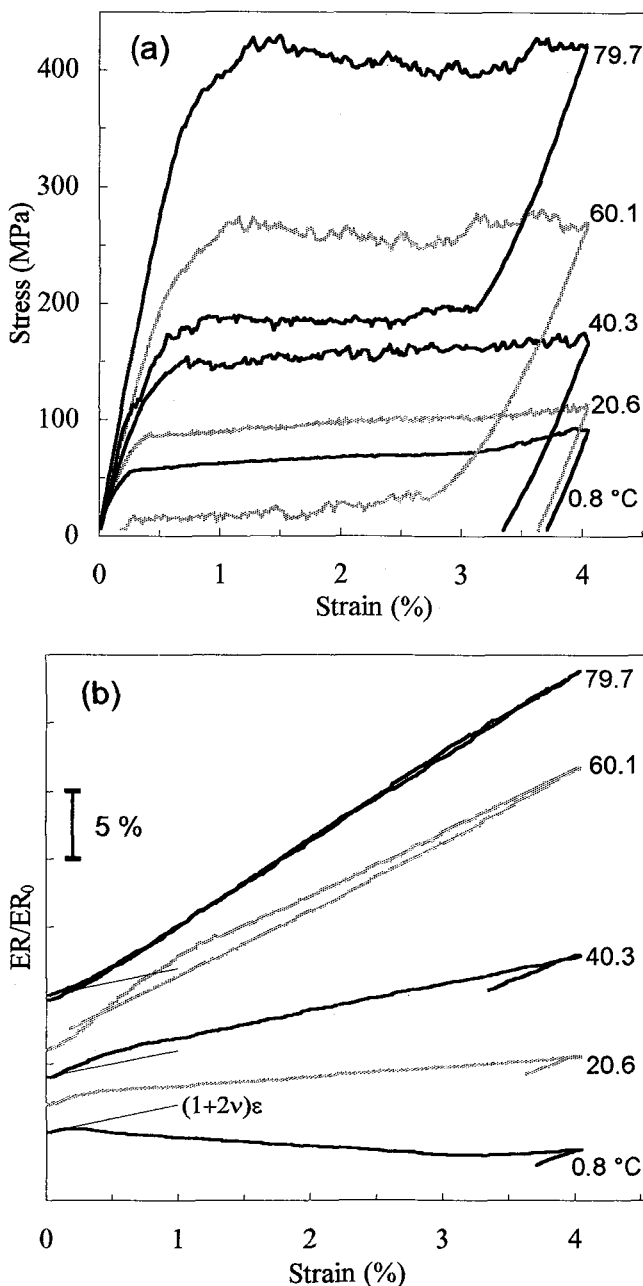 (a)
79.7
60.1
40.3
20.6
0.8 °C
400
300
200
100
0
Stress (MPa)
0 1 2 3 4
Strain (%)
(b)
79.7
60.1
5 %
40.3
20.6
(1+2ν)ε
0.8 °C
ER/ER₀
0 1 2 3 4
Strain (%)